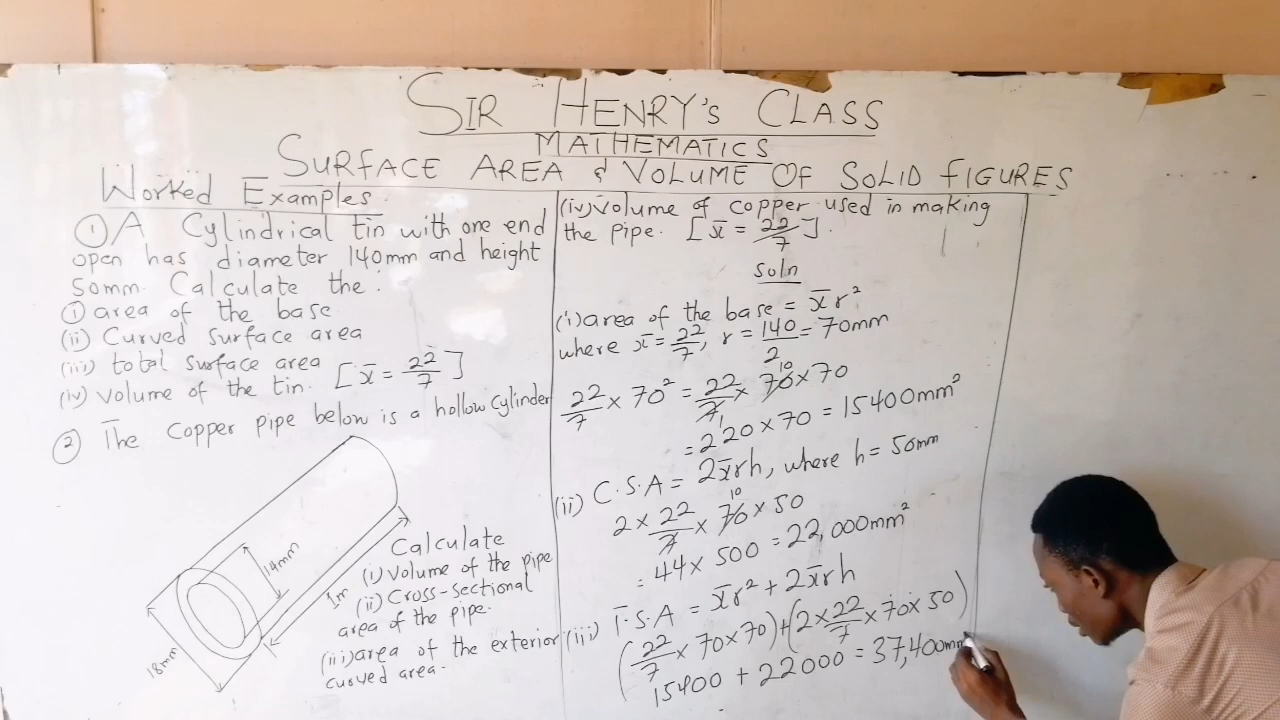 SIR HENRY's CLASS
MATHEMATICS
SURFACE AREA & VOLUME OF SOLID FIGURES
Worked Examples.
① A Cylindrical tin with one end
open has diameter 140mm and height
50mm. Calculate the:
① area of the base
(ii) Curved surface area
(iii) total surface area
(iv) volume of the tin. [π = 22/7]
② The Copper pipe below is a hollow cylinder
14mm
1m
18mm
Calculate
(i) Volume of the pipe
(ii) Cross-Sectional
area of the pipe.
(iii) area of the exterior
curved area.
(iv) Volume of copper used in making
the pipe. [π = 22/7].
soln
(i) area of the base = πr²
where π = 22/7, r = 140/2 = 70mm
22/7 × 70² = 22/7 1 × 70 10 × 70
= 220 × 70 = 15400mm²
(ii) C.S.A = 2πrh, where h = 50mm
2 × 22/7 × 70 10 × 50
= 44 × 500 = 22,000mm²
(iii) T.S.A = πr² + 2πrh
(22/7 × 70 × 70) + (2 × 22/7 × 70 × 50)
15400 + 22000 = 37,400mm